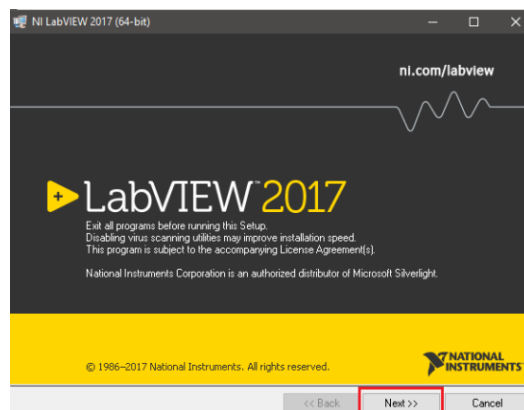 NI LabVIEW 2017 (64-bit)
ni.com/labview
LabVIEW™ 2017
Exit all programs before running this Setup.
Disabling virus scanning utilities may improve installation speed.
This program is subject to the accompanying License Agreement(s).
National Instruments Corporation is an authorized distributor of Microsoft Silverlight.
© 1986–2017 National Instruments. All rights reserved.
NATIONAL
INSTRUMENTS
<< Back Next >> Cancel